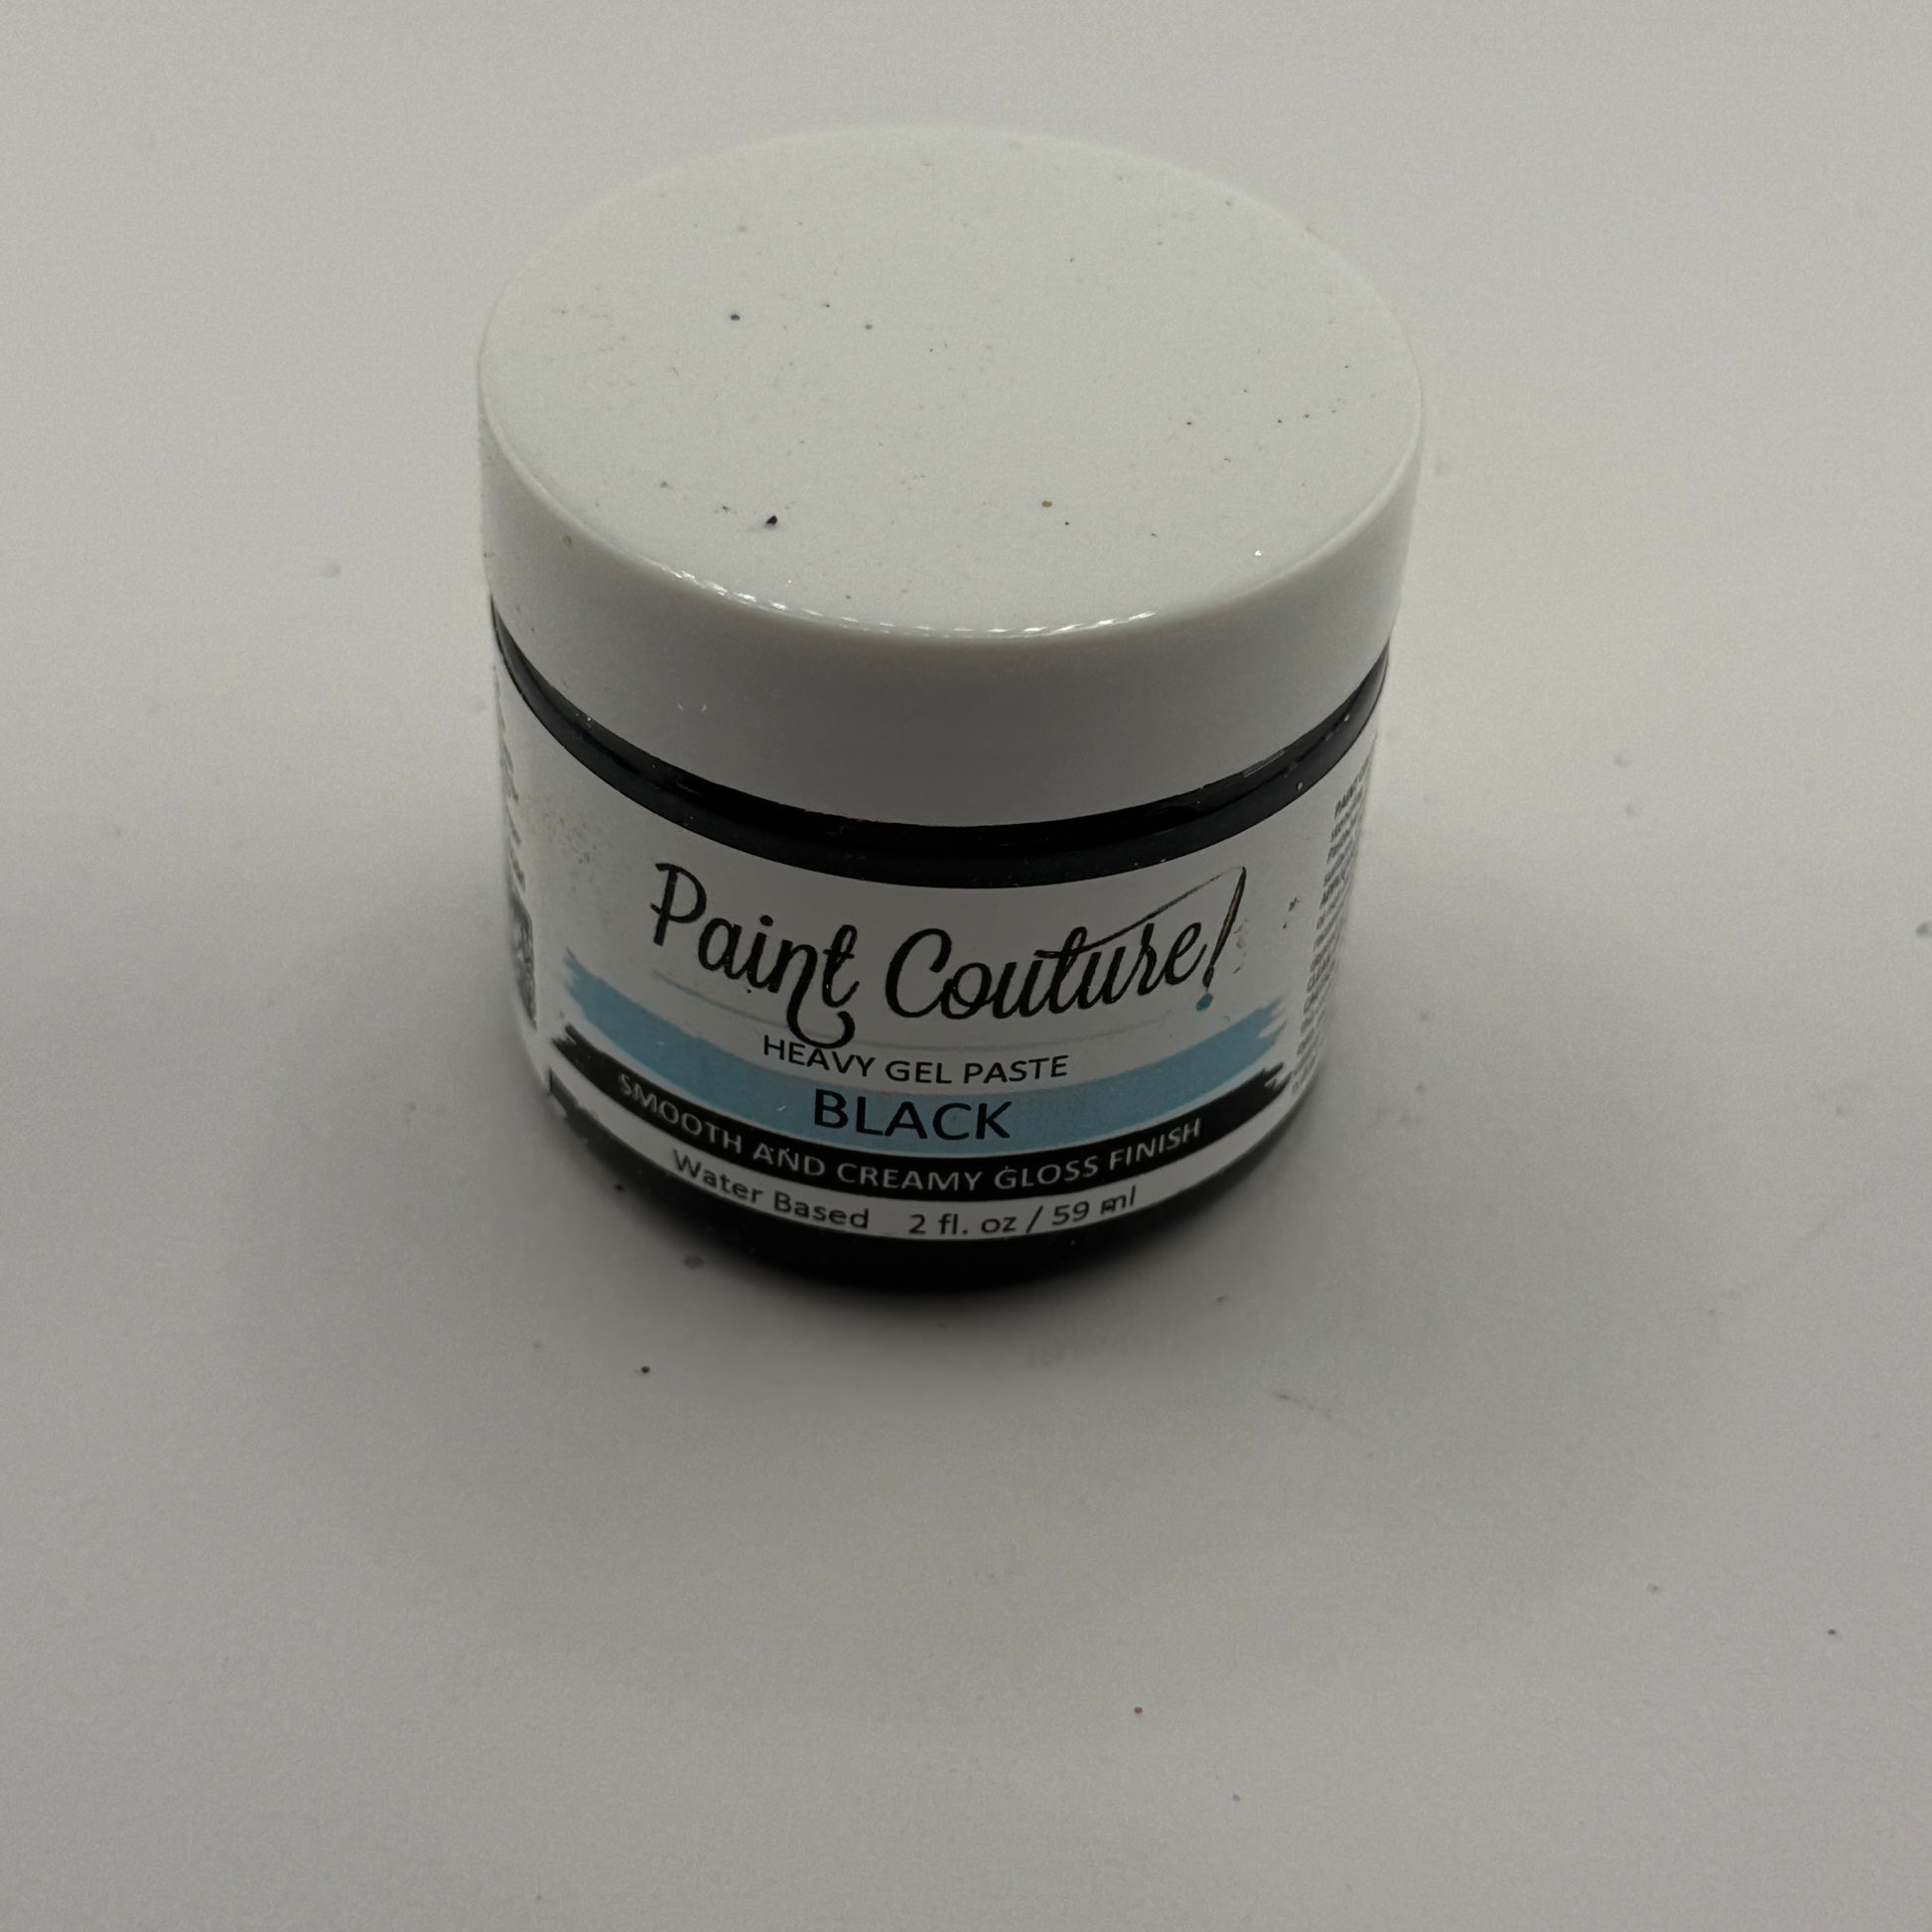 Paint Couture!
HEAVY GEL PASTE
BLACK
SMOOTH AND CREAMY GLOSS FINISH
Water Based 2 fl. oz / 59 ml